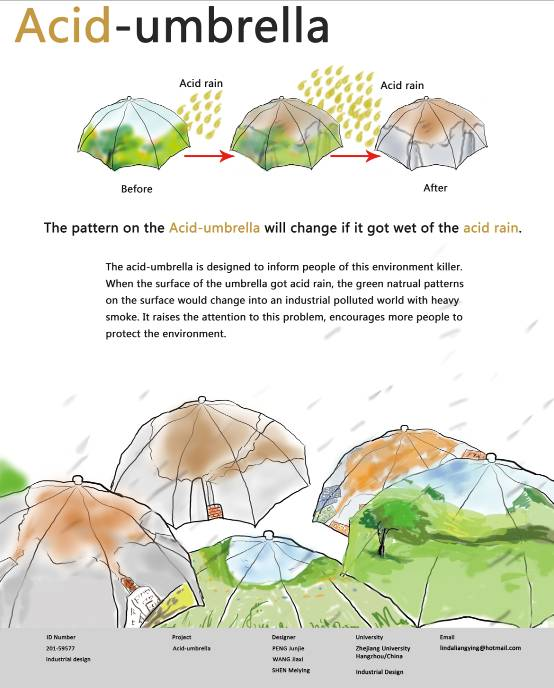 Acid-umbrella
Acid rain
Acid rain
Before
After
The pattern on the Acid-umbrella will change if it got wet of the acid rain.
The acid-umbrella is designed to inform people of this environment killer.
When the surface of the umbrella got acid rain, the green natrual patterns
on the surface would change into an industrial polluted world with heavy
smoke. It raises the attention to this problem, encourages more people to
protect the environment.
ID Number
201-59577
Industrial design
Project
Acid-umbrella
Designer
PENG Junjie
WANG Jiaxi
SHEN Meiying
University
Zhejiang University
Hangzhou/China
Industrial Design
Email
lindaliangying@hotmail.com